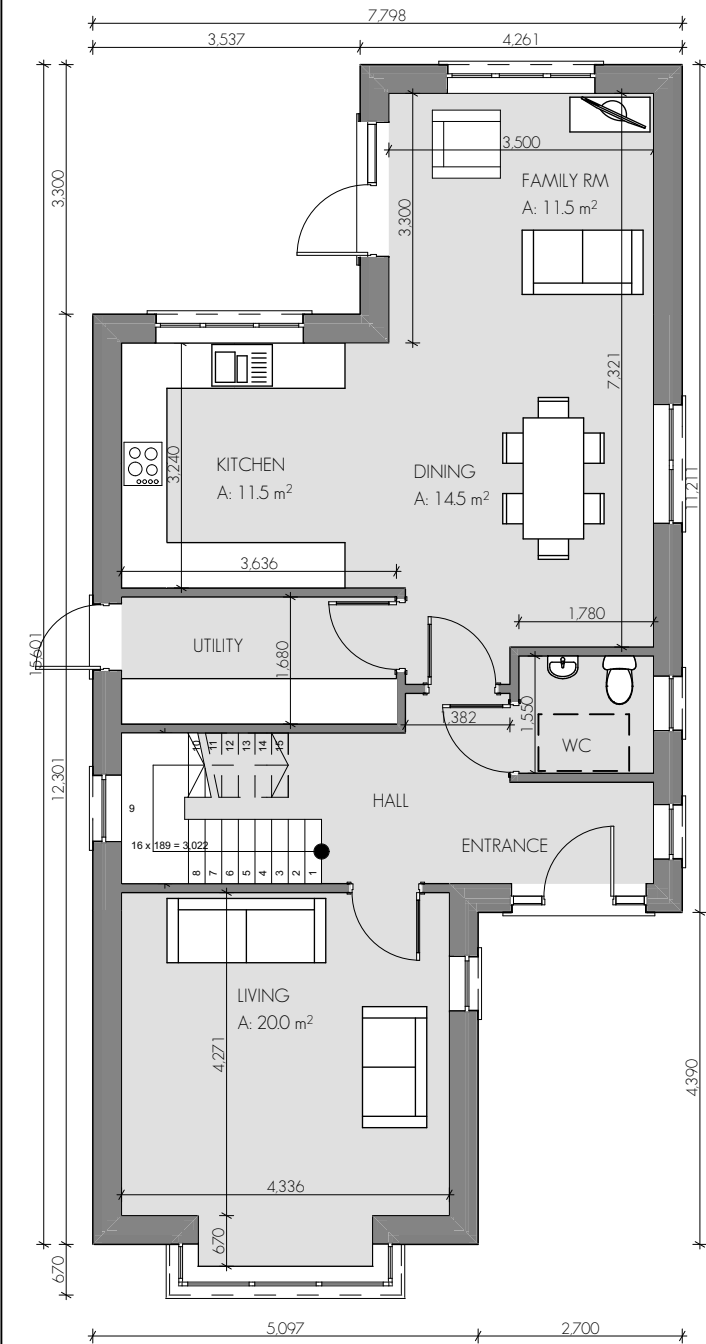 7,798
3,537
4,261
3,500
FAMILY RM
A: 11.5 m²
3,300
3,300
7,321
KITCHEN
A: 11.5 m²
3,240
DINING
A: 14.5 m²
11,211
3,636
1,780
UTILITY
1,680
15,601
1,382
1,550
WC
12,301
10
11
12
13
14
15
HALL
9
ENTRANCE
16 x 189 = 3,022
8
7
6
5
4
3
2
1
LIVING
A: 20.0 m²
4,271
4,390
4,336
670
670
5,097
2,700